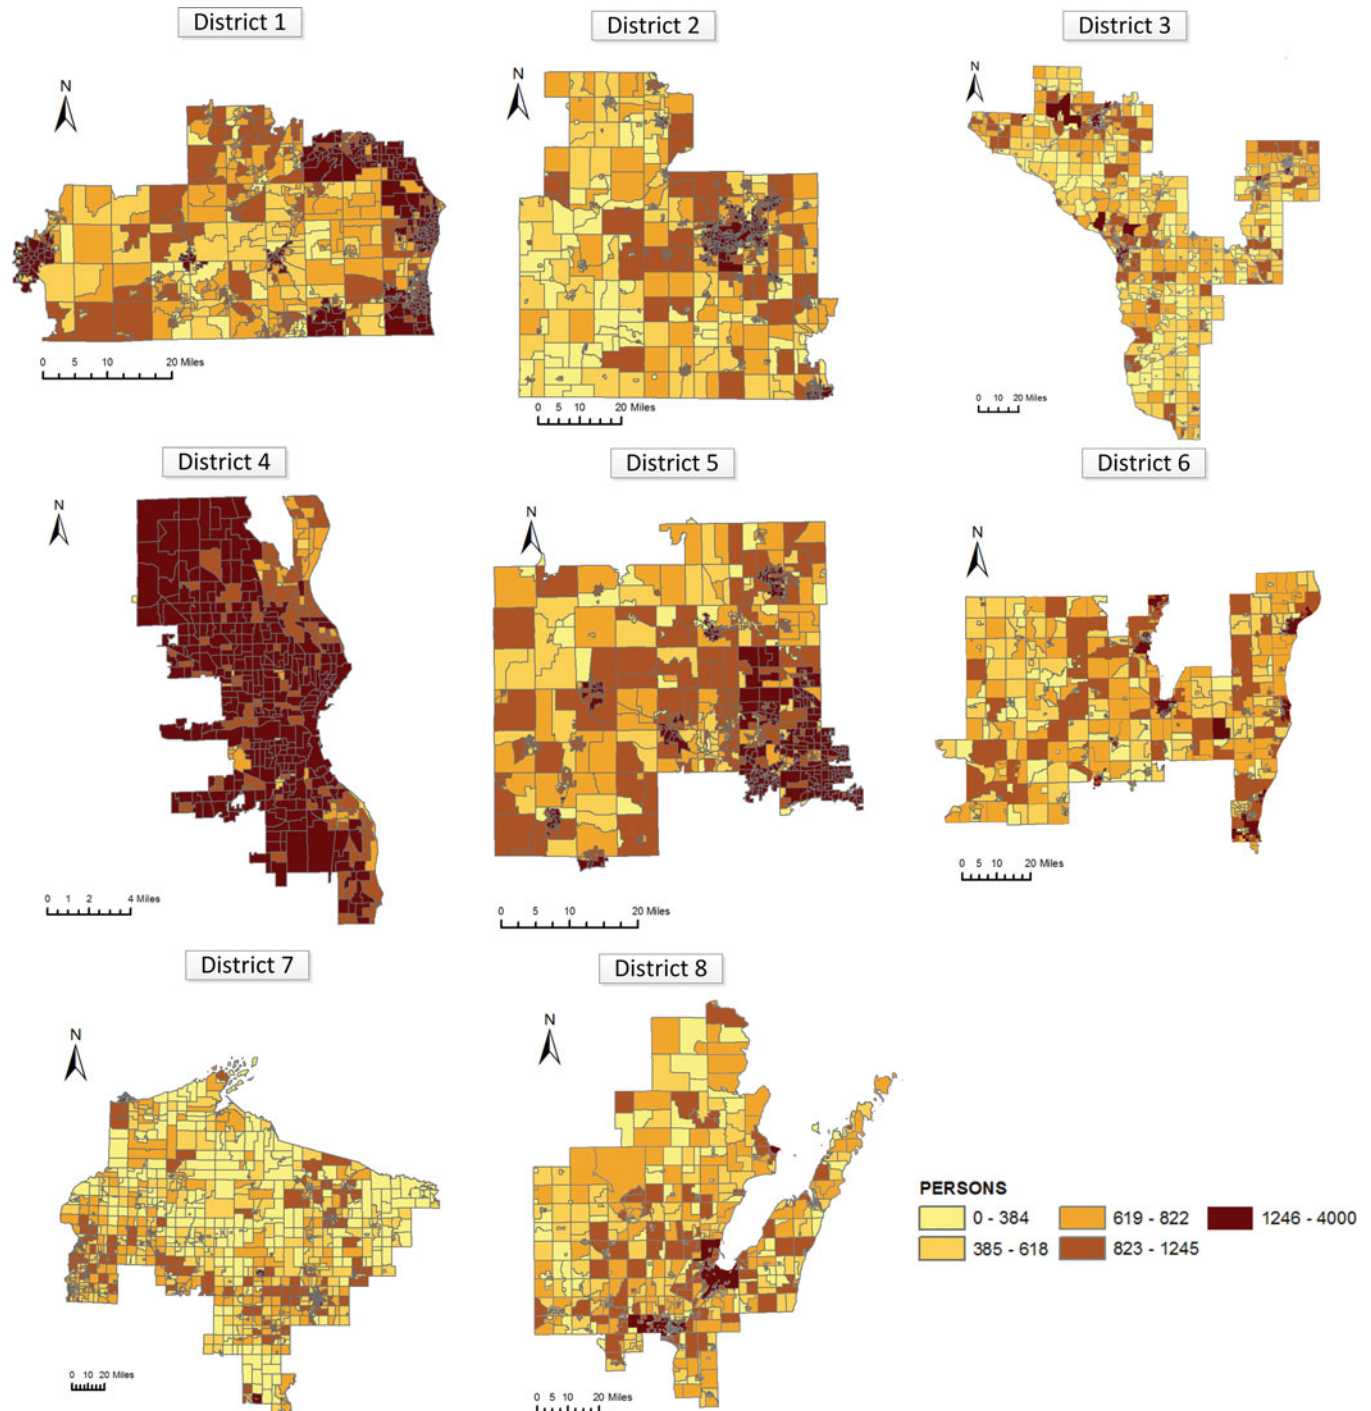 District 1
District 2
District 3
N
N
N
0 5 10 20 Miles
0 5 10 20 Miles
0 5 10 20 Miles
District 4
District 5
District 6
N
N
N
0 1 2 4 Miles
0 5 10 20 Miles
0 5 10 20 Miles
District 7
District 8
N
N
PERSONS
0 - 384
619 - 822
1246 - 4000
385 - 618
823 - 1245
0 10 20 Miles
0 5 10 20 Miles